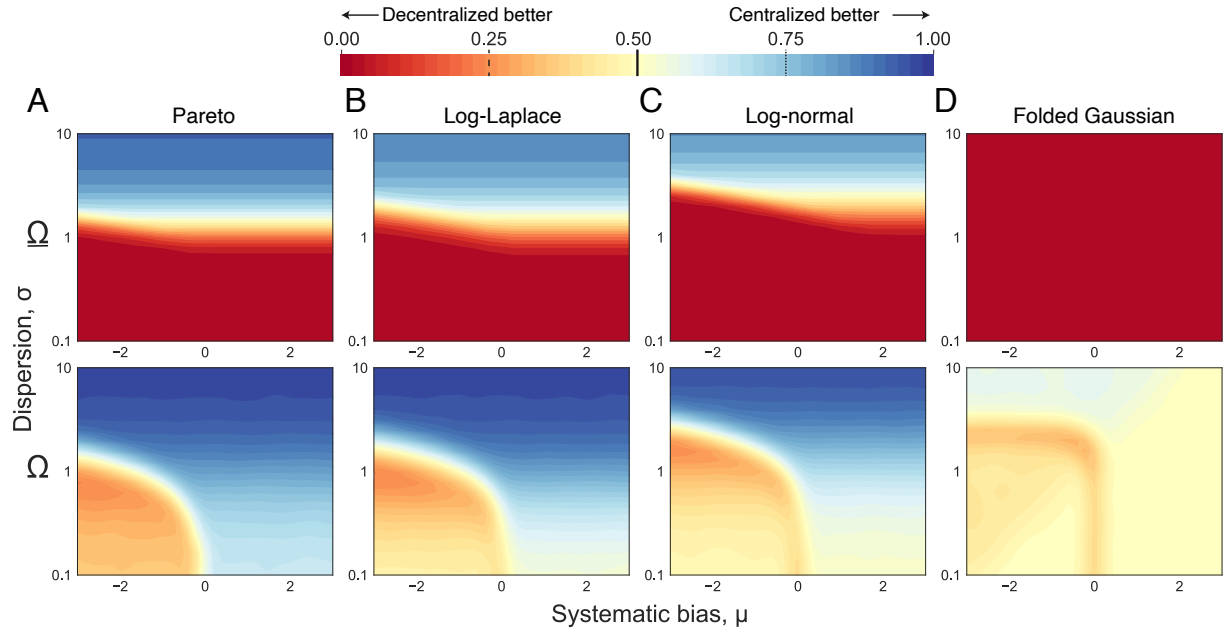 Decentralized better Centralized better
0.00 0.25 0.50 0.75 1.00
A B C D
Pareto Log-Laplace Log-normal Folded Gaussian
10 10 10 10
Ω
1 1 1 1
0.1 0.1 0.1 0.1
−2 0 2 −2 0 2 −2 0 2 −2 0 2
Dispersion, σ
10 10 10 10
Ω
1 1 1 1
0.1 0.1 0.1 0.1
−2 0 2 −2 0 2 −2 0 2 −2 0 2
Systematic bias, μ